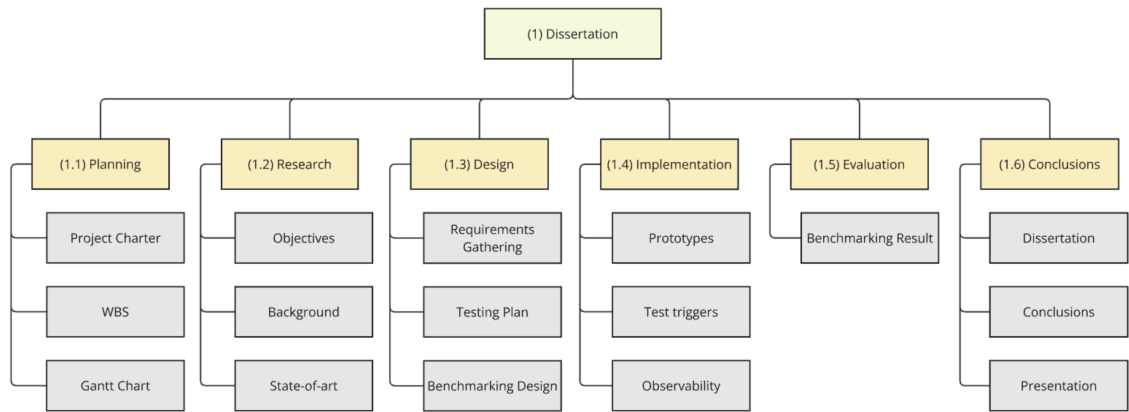 (1) Dissertation
(1.1) Planning
Project Charter
WBS
Gantt Chart
(1.2) Research
Objectives
Background
State-of-art
(1.3) Design
Requirements
Gathering
Testing Plan
Benchmarking Design
(1.4) Implementation
Prototypes
Test triggers
Observability
(1.5) Evaluation
Benchmarking Result
(1.6) Conclusions
Dissertation
Conclusions
Presentation